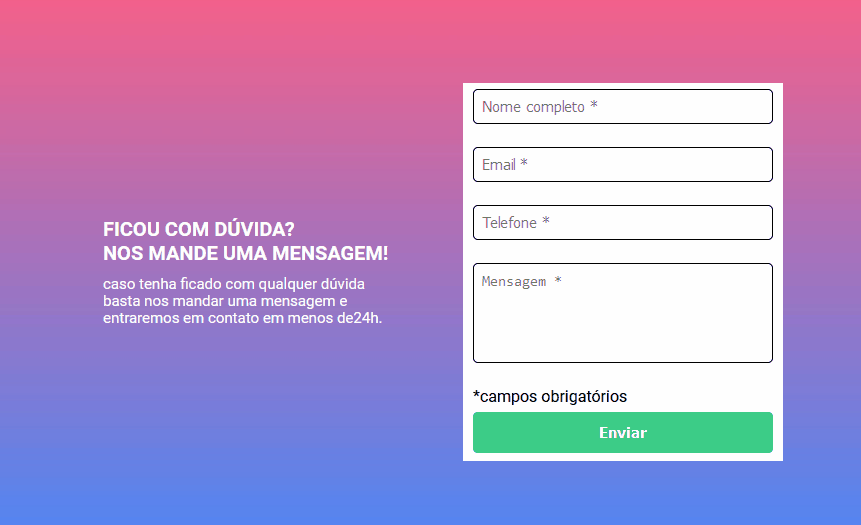 FICOU COM DÚVIDA?
NOS MANDE UMA MENSAGEM!
caso tenha ficado com qualquer dúvida
basta nos mandar uma mensagem e
entraremos em contato em menos de24h.
Nome completo *
Email *
Telefone *
Mensagem *
*campos obrigatórios
Enviar